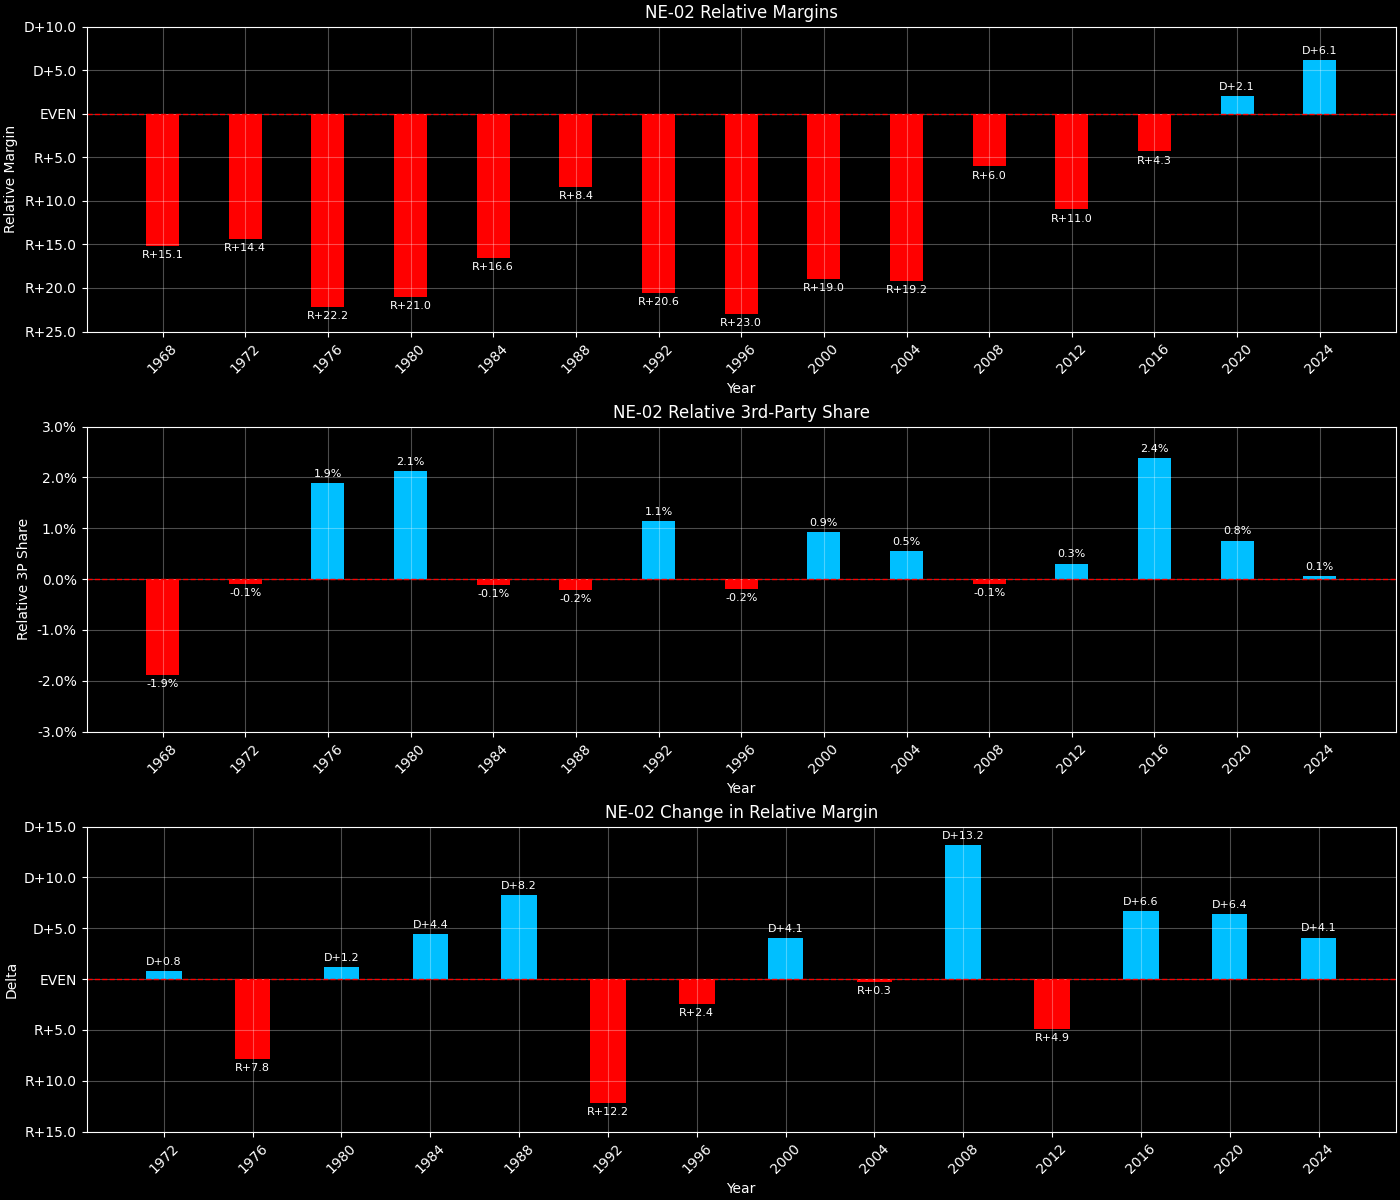 NE-02 Relative Margins
Relative Margin
D+10.0
D+5.0
EVEN
R+5.0
R+10.0
R+15.0
R+20.0
R+25.0
R+15.1
R+14.4
R+22.2
R+21.0
R+16.6
R+8.4
R+20.6
R+23.0
R+19.0
R+19.2
R+6.0
R+11.0
R+4.3
D+2.1
D+6.1
1968 1972 1976 1980 1984 1988 1992 1996 2000 2004 2008 2012 2016 2020 2024
Year
NE-02 Relative 3rd-Party Share
Relative 3P Share
3.0%
2.0%
1.0%
0.0%
-1.0%
-2.0%
-3.0%
-1.9%
-0.1%
1.9%
2.1%
-0.1%
-0.2%
1.1%
-0.2%
0.9%
0.5%
-0.1%
0.3%
2.4%
0.8%
0.1%
1968 1972 1976 1980 1984 1988 1992 1996 2000 2004 2008 2012 2016 2020 2024
Year
NE-02 Change in Relative Margin
Delta
D+15.0
D+10.0
D+5.0
EVEN
R+5.0
R+10.0
R+15.0
D+0.8
R+7.8
D+1.2
D+4.4
D+8.2
R+12.2
R+2.4
D+4.1
R+0.3
D+13.2
R+4.9
D+6.6
D+6.4
D+4.1
1972 1976 1980 1984 1988 1992 1996 2000 2004 2008 2012 2016 2020 2024
Year